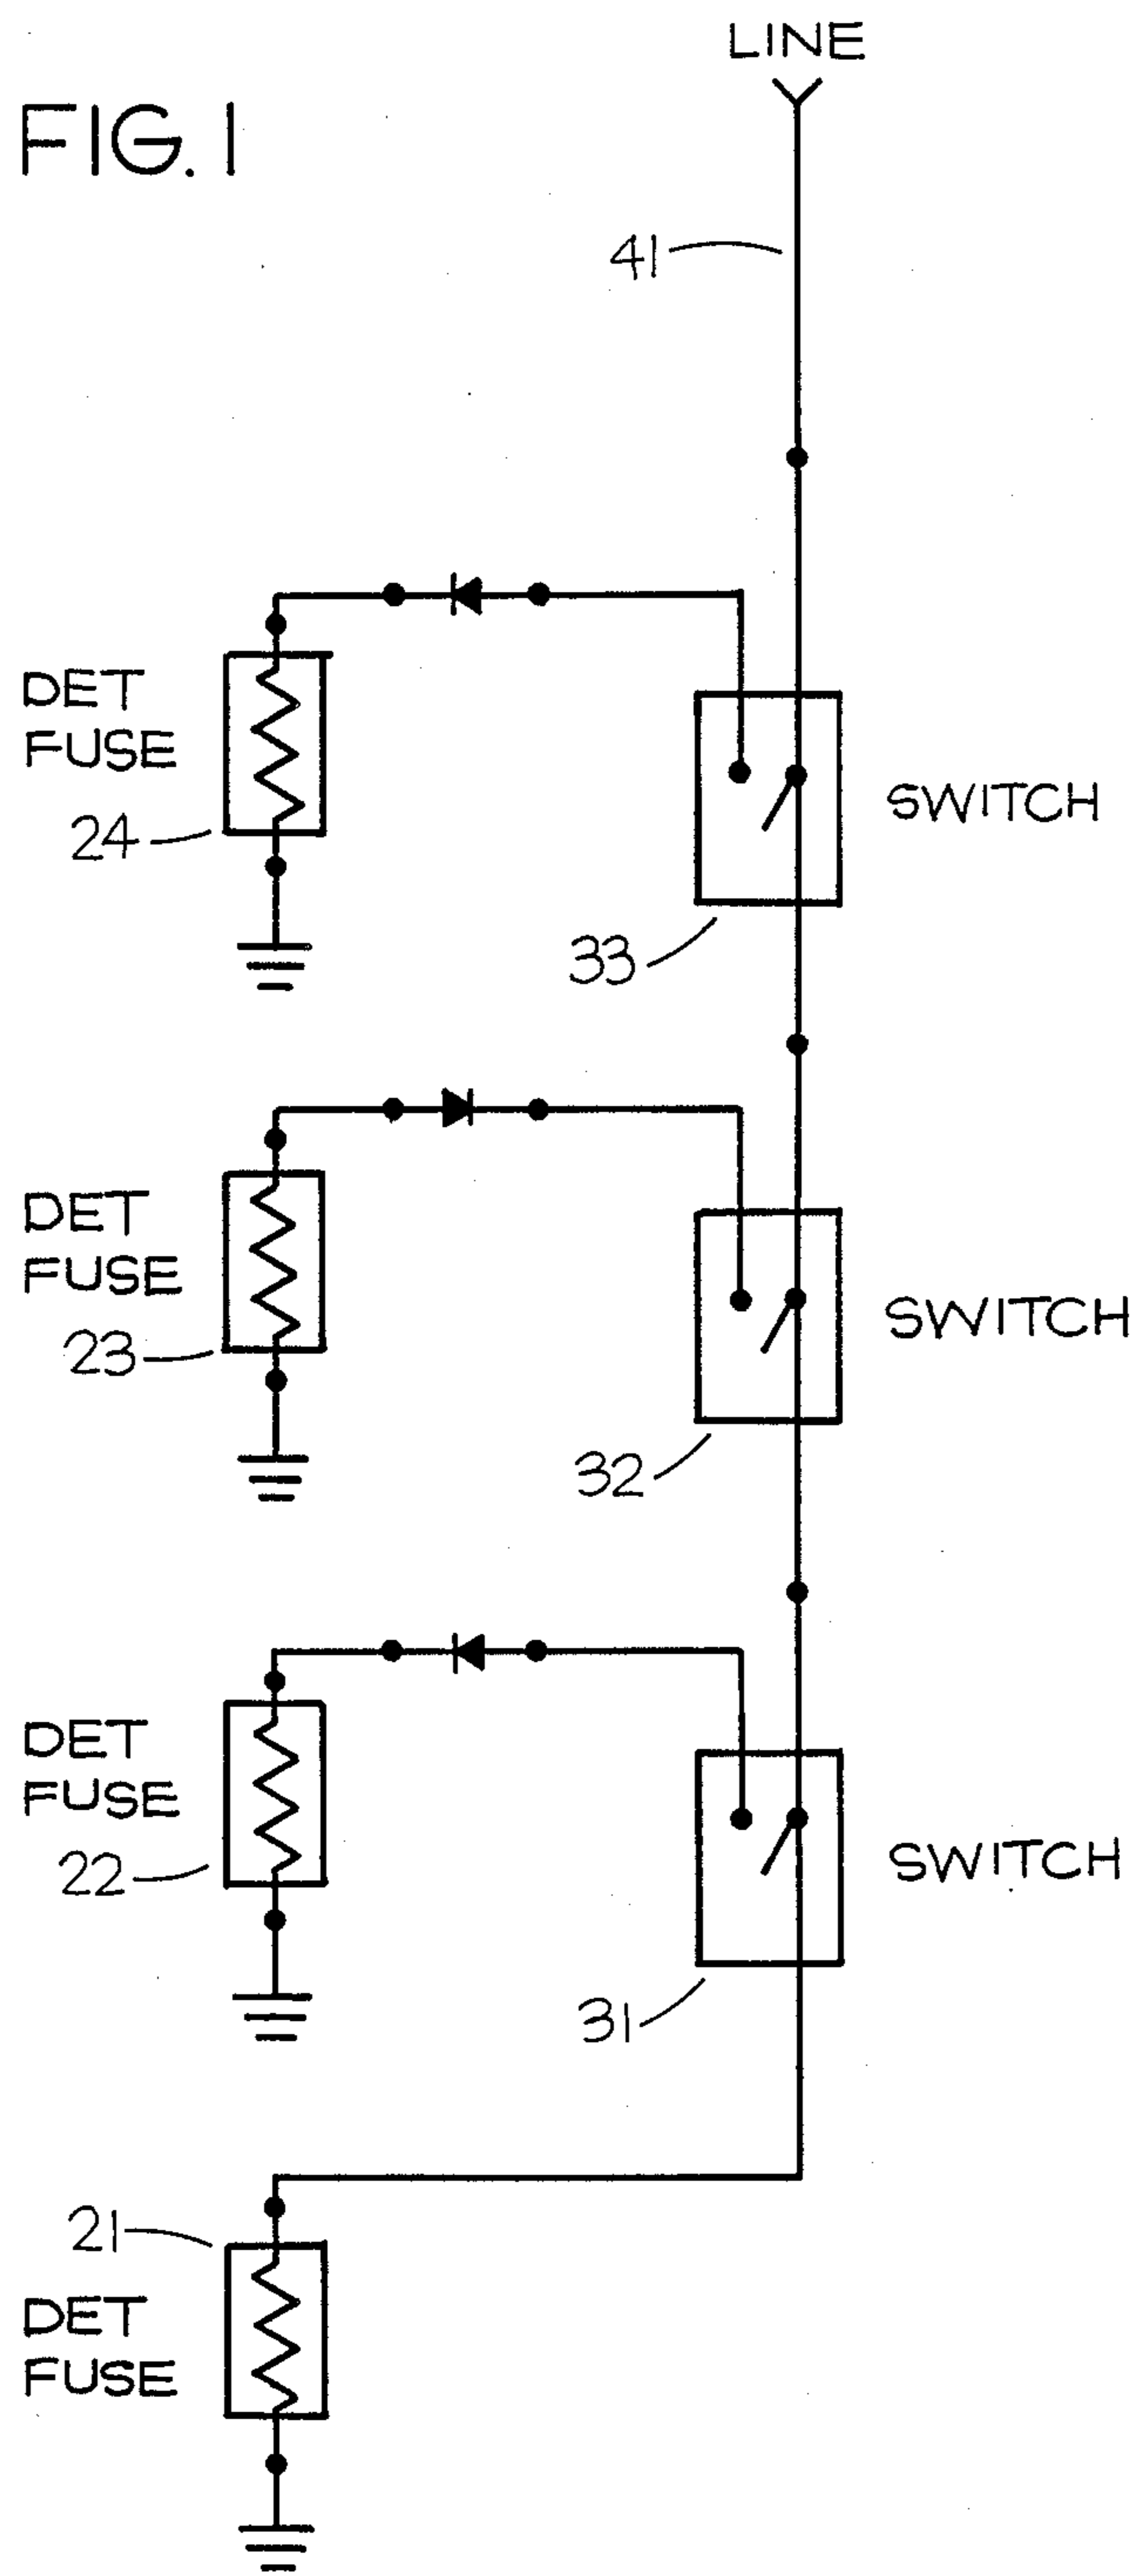 LINE
FIG. 1
41
DET
FUSE
24
SWITCH
33
DET
FUSE
23
SWITCH
32
DET
FUSE
22
SWITCH
31
21
DET
FUSE